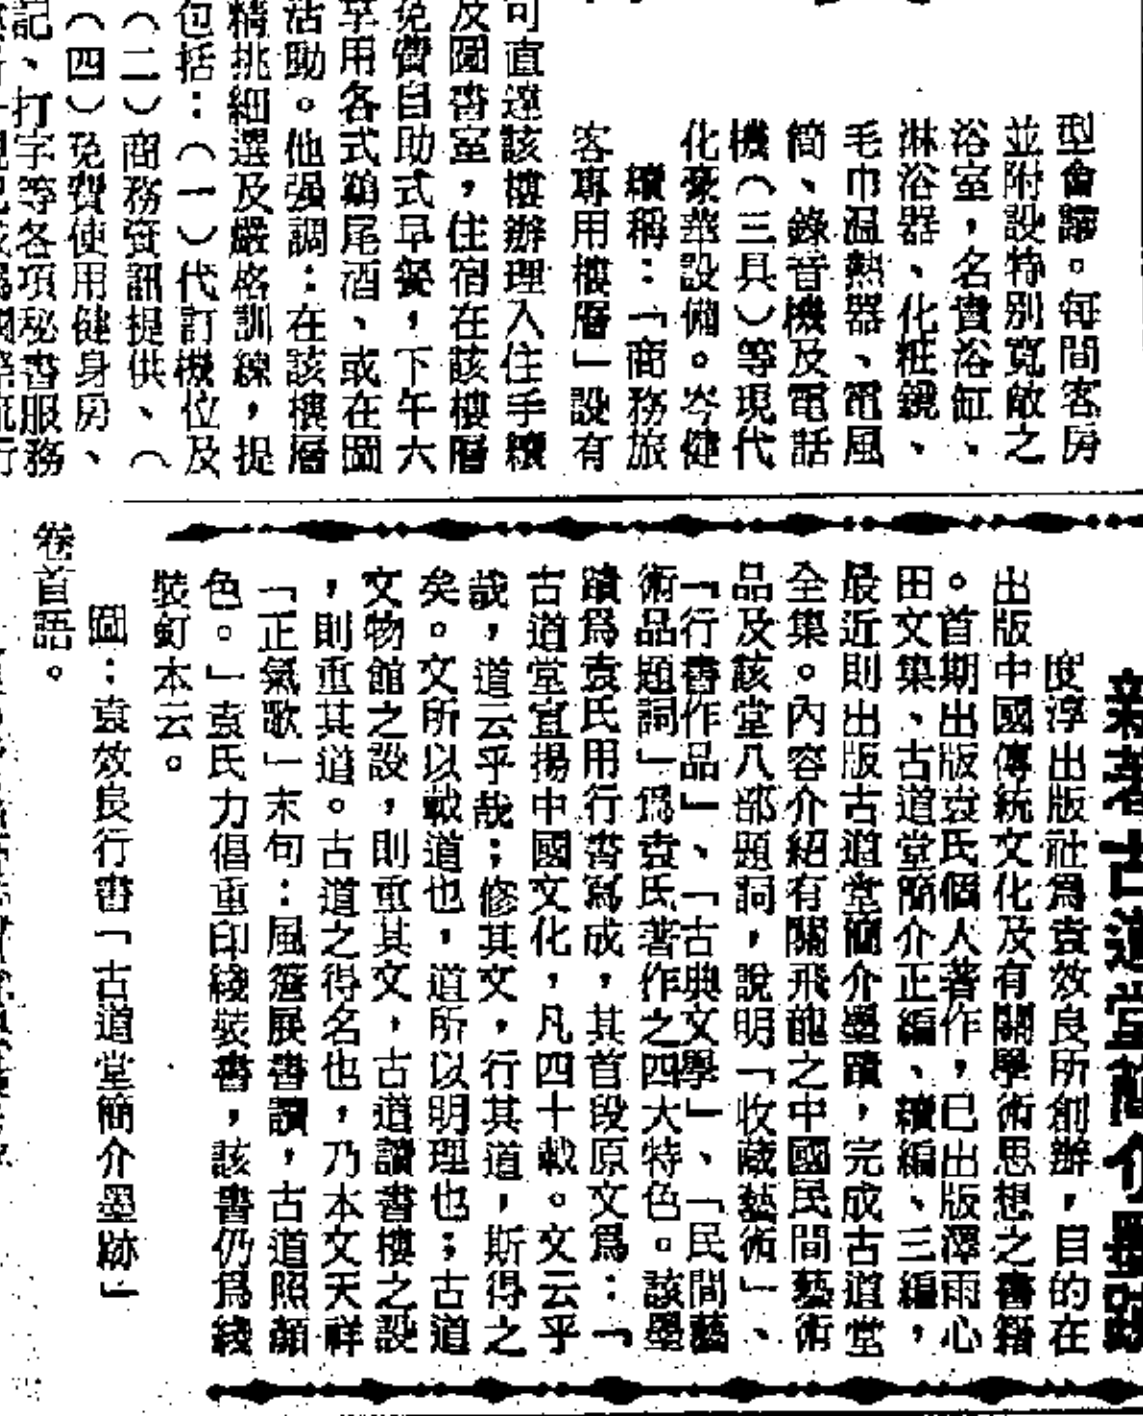 型會議。每間客房
並附設特別寬敞之
浴室，名貴浴缸、
淋浴器、化粧鏡、
毛巾温熱器、電風
筒、錄音機及電話
機（三具）等現代
化豪華設備。岑健
續稱：「商務旅
客專用樓層」設有
可直達該樓辦理入住手續
及圖書室，住宿在該樓層
免費自助式早餐，下午六
享用各式鷄尾酒、或在圖
活動。他强調：在該樓層
精挑細選及嚴格訓練，提
包括：（一）代訂機位及
（二）商務資訊提供、（
（四）免費使用健身房、
記、打字等各項秘書服務
新著古道堂簡介墨跡
度淳出版社爲袁效良所創辦，目的在
出版中國傳統文化及有關學術思想之書籍
。首期出版袁氏個人著作，已出版澤雨心
田文集、古道堂簡介正編、續編、三編，
最近則出版古道堂簡介墨蹟，完成古道堂
全集。內容介紹有關飛龍之中國民間藝術
品及該堂八部題詞，說明「收藏藝術」、
「行書作品」、「古典文學」、「民間藝
術品題詞」爲袁氏著作之四大特色。該墨
蹟爲袁氏用行書寫成，其首段原文爲：「
古道堂宣揚中國文化，凡四十載。文云乎
哉，道云乎哉；修其文，行其道，斯得之
矣。文所以載道也，道所以明理也；古道
文物館之設，則重其文，古道讀書樓之設
，則重其道。古道之得名也，乃本文天祥
「正氣歌」末句：風簷展書讀，古道照顏
色。」袁氏力倡重印綫裝書，該書仍爲綫
裝釘本云。
圖：袁效良行書「古道堂簡介墨跡」
卷首語。